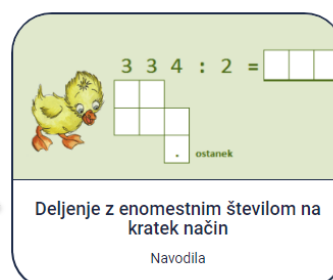 3 3 4 : 2 =
. ostanek
Deljenje z enomestnim številom na
kratek način
Navodila